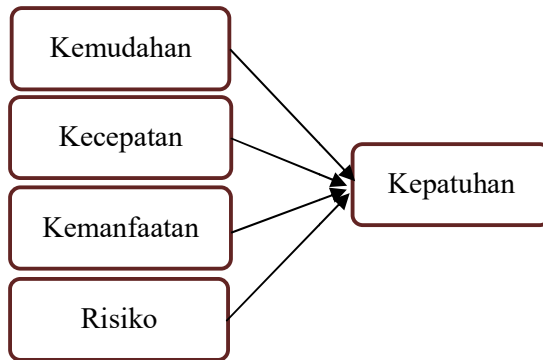 Kemudahan
Kecepatan
Kemanfaatan
Risiko
Kepatuhan